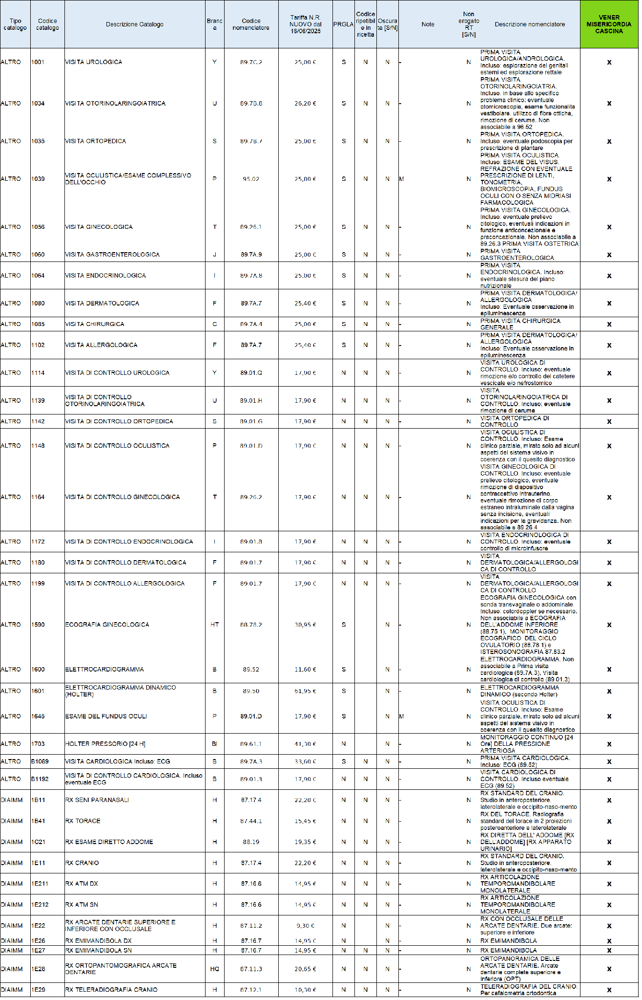 Tipo catalogo | Codice catalogo | Descrizione Catalogo | Branca | Codice nomenclatore | Tariffa N.R. NUOVO dal 16/06/2025 | PRGLA | Codice ripetibile in ricetta | Oscurata [S/N] | Note | Non erogato RT [S/N] | Descrizione nomenclatore | VENER MISERICORDIA CASCINA
ALTRO | 1001 | VISITA UROLOGICA | Y | 89.7C.2 | 25,00 € | S | N | N | - | N | PRIMA VISITA UROLOGICA/ANDROLOGICA. Incluso: esplorazione dei genitali esterni ed esplorazione rettale | X
ALTRO | 1034 | VISITA OTORINOLARINGOIATRICA | U | 89.7B.8 | 26,20 € | S | N | N | - | N | PRIMA VISITA OTORINOLARINGOIATRIA. Incluso, in base allo specifico problema clinico: eventuale otomicroscopia, esame funzionalità vestibolare, utilizzo di fibre ottiche, rimozione di cerume. Non associabile a 96.52 | X
ALTRO | 1035 | VISITA ORTOPEDICA | S | 89.7B.7 | 25,00 € | S | N | N | - | N | PRIMA VISITA ORTOPEDICA. Incluso: eventuale podoscopia per prescrizione di plantare | X
ALTRO | 1039 | VISITA OCULISTICA/ESAME COMPLESSIVO DELL'OCCHIO | P | 95.02 | 25,80 € | S | N | N | M | N | PRIMA VISITA OCULISTICA. Incluso: ESAME DEL VISUS, REFRAZIONE CON EVENTUALE PRESCRIZIONE DI LENTI, TONOMETRIA, BIOMICROSCOPIA, FUNDUS OCULI CON O SENZA MIDRIASI FARMACOLOGICA | X
ALTRO | 1056 | VISITA GINECOLOGICA | T | 89.26.1 | 25,00 € | S | N | N | - | N | PRIMA VISITA GINECOLOGICA. Incluso: eventuale prelievo citologico, eventuali indicazioni in funzione anticoncezionale e preconcezionale. Non associabile a 89.26.3 PRIMA VISITA OSTETRICA | X
ALTRO | 1060 | VISITA GASTROENTEROLOGICA | J | 89.7A.9 | 25,00 € | S | N | N | - | N | PRIMA VISITA GASTROENTEROLOGICA | X
ALTRO | 1064 | VISITA ENDOCRINOLOGICA | I | 89.7A.8 | 25,00 € | S | N | N | - | N | PRIMA VISITA ENDOCRINOLOGICA. Incluso: eventuale stesura del piano nutrizionale | X
ALTRO | 1080 | VISITA DERMATOLOGICA | F | 89.7A.7 | 25,40 € | S | N | N | - | N | PRIMA VISITA DERMATOLOGICA/ ALLERGOLOGICA Incluso: Eventuale osservazione in epiluminescenza | X
ALTRO | 1085 | VISITA CHIRURGICA | C | 89.7A.4 | 25,00 € | S | N | N | - | N | PRIMA VISITA CHIRURGICA GENERALE | X
ALTRO | 1102 | VISITA ALLERGOLOGICA | F | 89.7A.7 | 25,40 € | S | N | N | - | N | PRIMA VISITA DERMATOLOGICA/ ALLERGOLOGICA Incluso: Eventuale osservazione in epiluminescenza | X
ALTRO | 1114 | VISITA DI CONTROLLO UROLOGICA | Y | 89.01.Q | 17,90 € | N | N | N | - | N | VISITA UROLOGICA DI CONTROLLO. Incluso: eventuale rimozione e/o controllo del catetere vescicale e/o nefrostomico | X
ALTRO | 1139 | VISITA DI CONTROLLO OTORINOLARINGOIATRICA | U | 89.01.H | 17,90 € | N | N | N | - | N | VISITA OTORINOLARINGOIATRICA DI CONTROLLO. Incluso: eventuale rimozione di cerume | X
ALTRO | 1142 | VISITA DI CONTROLLO ORTOPEDICA | S | 89.01.G | 17,90 € | N | N | N | - | N | VISITA ORTOPEDICA DI CONTROLLO | X
ALTRO | 1148 | VISITA DI CONTROLLO OCULISTICA | P | 89.01.D | 17,90 € | N | N | N | - | N | VISITA OCULISTICA DI CONTROLLO. Incluso: Esame clinico parziale, mirato solo ad alcuni aspetti del sistema visivo in coerenza con il quesito diagnostico | X
ALTRO | 1164 | VISITA DI CONTROLLO GINECOLOGICA | T | 89.26.2 | 17,90 € | N | N | N | - | N | VISITA GINECOLOGICA DI CONTROLLO. Incluso: eventuale prelievo citologico, eventuale rimozione di dispositivo contraccettivo intrauterino, eventuale rimozione di corpo estraneo intraluminale dalla vagina senza incisione, eventuali indicazioni per la gravidanza. Non associabile a 89.26.4 | X
ALTRO | 1172 | VISITA DI CONTROLLO ENDOCRINOLOGICA | I | 89.01.8 | 17,90 € | N | N | N | - | N | VISITA ENDOCRINOLOGICA DI CONTROLLO. Incluso: eventuale controllo di microinfusore | X
ALTRO | 1180 | VISITA DI CONTROLLO DERMATOLOGICA | F | 89.01.7 | 17,90 € | N | N | N | - | N | VISITA DERMATOLOGICA/ALLERGOLOGICA DI CONTROLLO | X
ALTRO | 1199 | VISITA DI CONTROLLO ALLERGOLOGICA | F | 89.01.7 | 17,90 € | N | N | N | - | N | VISITA DERMATOLOGICA/ALLERGOLOGICA DI CONTROLLO | X
ALTRO | 1590 | ECOGRAFIA GINECOLOGICA | HT | 88.78.2 | 30,95 € | S | | N | - | N | ECOGRAFIA GINECOLOGICA con sonda transvaginale o addominale. Incluso: colordoppler se necessario. Non associabile a ECOGRAFIA DELL'ADDOME INFERIORE (88.75.1), MONITORAGGIO ECOGRAFICO DEL CICLO OVULATORIO (88.78.1) e ISTEROSONOGRAFIA 87.83.2 | X
ALTRO | 1600 | ELETTROCARDIOGRAMMA | B | 89.52 | 11,60 € | S | | N | - | N | ELETTROCARDIOGRAMMA. Non associabile a Prima visita cardiologica (89.7A.3), Visita cardiologica di controllo (89.01.3) | X
ALTRO | 1601 | ELETTROCARDIOGRAMMA DINAMICO (HOLTER) | B | 89.50 | 61,95 € | S | | N | - | N | ELETTROCARDIOGRAMMA DINAMICO (secondo Holter) | X
ALTRO | 1645 | ESAME DEL FUNDUS OCULI | P | 89.01.D | 17,90 € | S | | N | M | N | VISITA OCULISTICA DI CONTROLLO. Incluso: Esame clinico parziale, mirato solo ad alcuni aspetti del sistema visivo in coerenza con il quesito diagnostico | X
ALTRO | 1703 | HOLTER PRESSORIO [24 H] | BI | 89.61.1 | 41,30 € | N | | N | - | N | MONITORAGGIO CONTINUO [24 Ore] DELLA PRESSIONE ARTERIOSA | X
ALTRO | B1089 | VISITA CARDIOLOGICA Incluso: ECG | B | 89.7A.3 | 33,60 € | S | N | N | - | N | PRIMA VISITA CARDIOLOGICA. Incluso: ECG (89.52) | X
ALTRO | B1192 | VISITA DI CONTROLLO CARDIOLOGICA. Incluso eventuale ECG | B | 89.01.3 | 17,90 € | N | N | N | - | N | VISITA CARDIOLOGICA DI CONTROLLO. Incluso eventuale ECG (89.52) | X
DIAIMM | 1B11 | RX SENI PARANASALI | H | 87.17.4 | 22,20 € | N | N | N | - | N | RX STANDARD DEL CRANIO. Studio in anteroposteriore, laterolaterale e occipito-naso-mento | X
DIAIMM | 1B41 | RX TORACE | H | 87.44.1 | 15,45 € | N | N | N | - | N | RX DEL TORACE. Radiografia standard del torace in 2 proiezioni posteroanteriore e laterolaterale | X
DIAIMM | 1C21 | RX ESAME DIRETTO ADDOME | H | 88.19 | 19,35 € | N | N | N | - | N | RX DIRETTA DELL' ADDOME [RX DELL'ADDOME] [RX APPARATO URINARIO] | X
DIAIMM | 1E11 | RX CRANIO | H | 87.17.4 | 22,20 € | N | N | N | - | N | RX STANDARD DEL CRANIO. Studio in anteroposteriore, laterolaterale e occipito-naso-mento | X
DIAIMM | 1E211 | RX ATM DX | H | 87.16.6 | 14,95 € | N | N | N | - | N | RX ARTICOLAZIONE TEMPOROMANDIBOLARE MONOLATERALE | X
DIAIMM | 1E212 | RX ATM SN | H | 87.16.6 | 14,95 € | N | N | N | - | N | RX ARTICOLAZIONE TEMPOROMANDIBOLARE MONOLATERALE | X
DIAIMM | 1E22 | RX ARCATE DENTARIE SUPERIORE E INFERIORE CON OCCLUSALE | H | 87.11.2 | 9,30 € | N | | N | - | N | RX CON OCCLUSALE DELLE ARCATE DENTARIE. Due arcate: superiore e inferiore | X
DIAIMM | 1E26 | RX EMIMANDIBOLA DX | H | 87.16.7 | 14,95 € | N | | N | - | N | RX EMIMANDIBOLA | X
DIAIMM | 1E27 | RX EMIMANDIBOLA SN | H | 87.16.7 | 14,95 € | N | N | N | - | N | RX EMIMANDIBOLA | X
DIAIMM | 1E28 | RX ORTOPANTOMOGRAFICA ARCATE DENTARIE | HQ | 87.11.3 | 20,65 € | N | N | N | - | N | ORTOPANORAMICA DELLE ARCATE DENTARIE. Arcate dentarie complete superiore e inferiore (OPT) | X
DIAIMM | 1E29 | RX TELERADIOGRAFIA CRANIO | H | 87.12.1 | 10,30 € | N | N | N | - | N | TELERADIOGRAFIA DEL CRANIO. Per cefalometria ortodontica | X